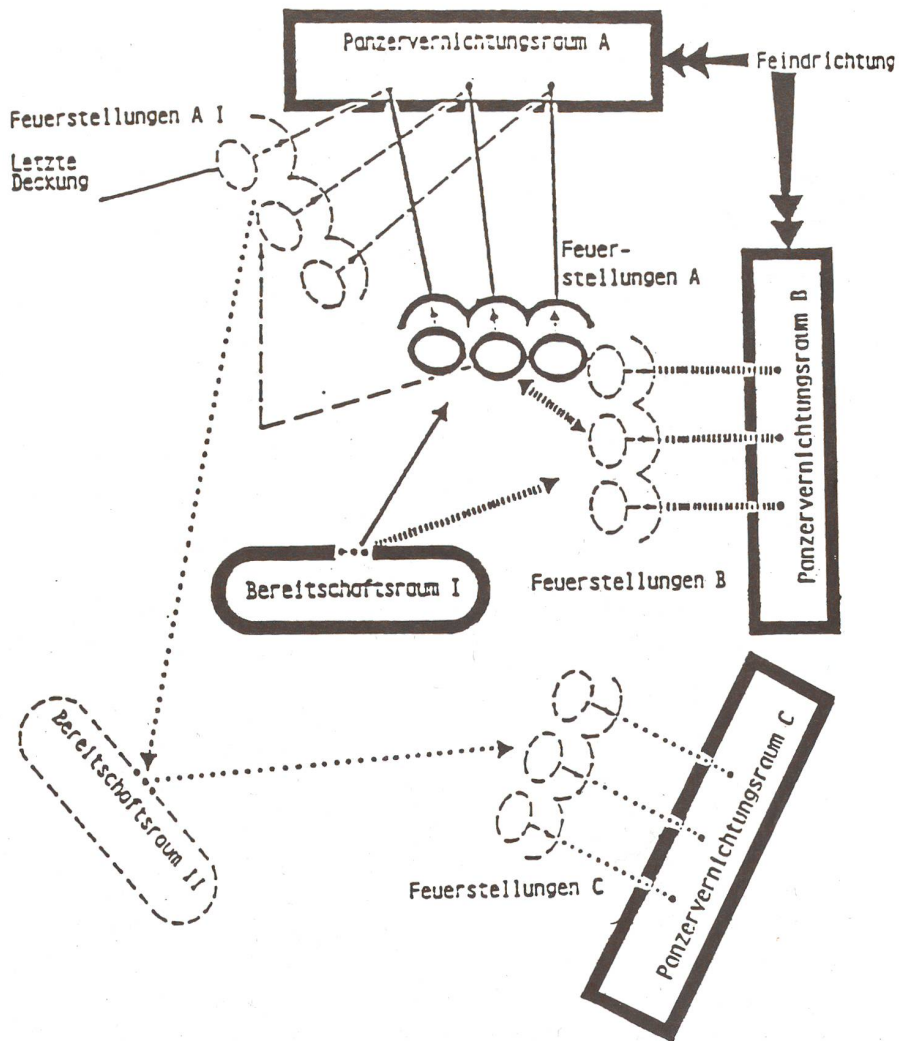 Panzervernichtungsraum A
Feindrichtung
Feuerstellungen A I
Letzte
Deckung
Feuer-
stellungen A
Panzervernichtungsraum B
Bereitschaftsraum I
Feuerstellungen B
Bereitschaftsraum II
Feuerstellungen C
Panzervernichtungsraum C